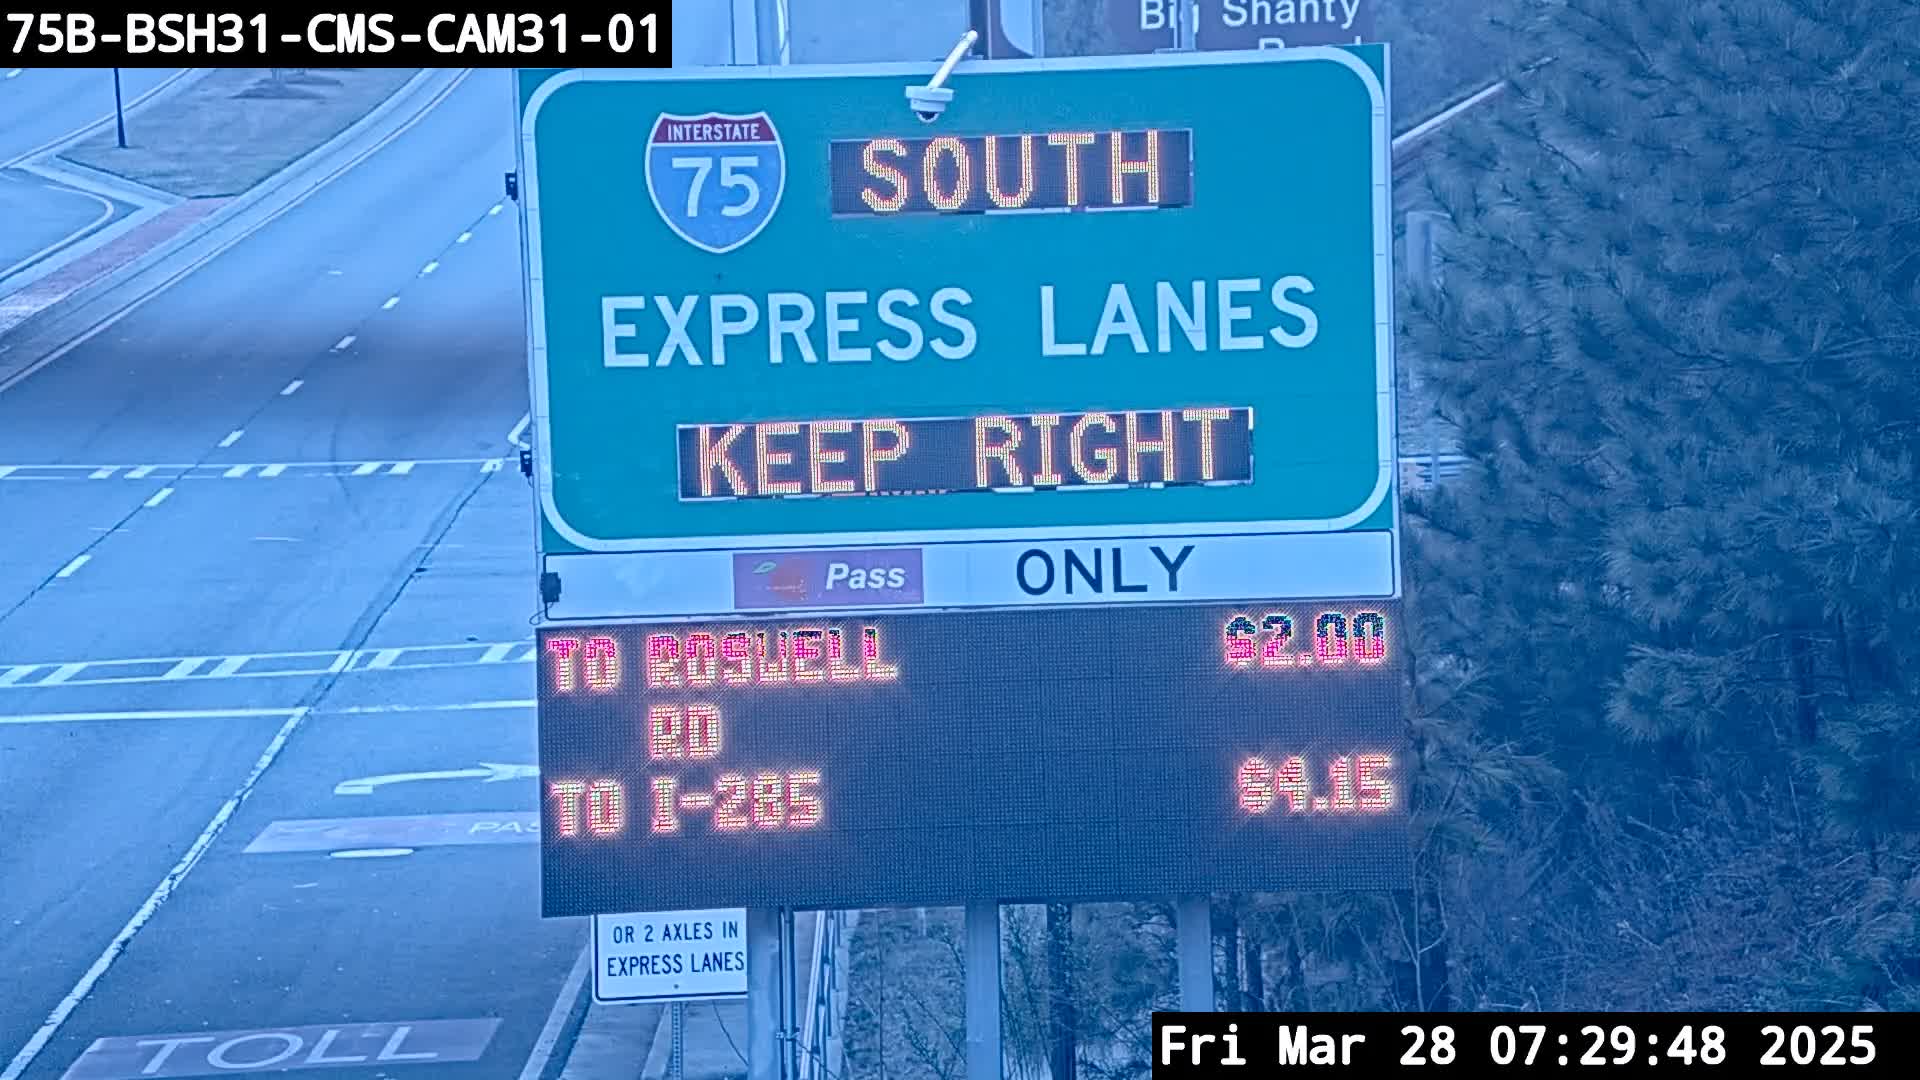 75B-BSH31-CMS-CAM31-01
Big Shanty
INTERSTATE
75
SOUTH
EXPRESS LANES
KEEP RIGHT
Pass ONLY
TO ROSWELL $2.00
RD
TO I-285 $4.15
OR 2 AXLES IN
EXPRESS LANES
TOLL
Fri Mar 28 07:29:48 2025